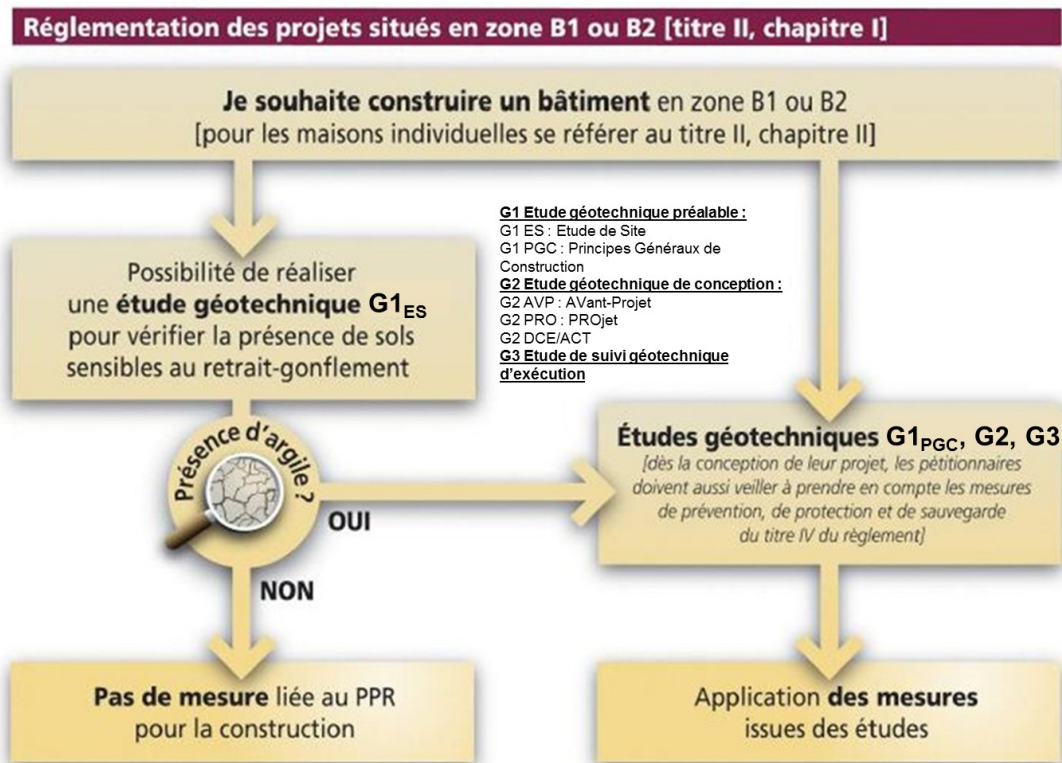 Réglementation des projets situés en zone B1 ou B2 [titre II, chapitre I]
Je souhaite construire un bâtiment en zone B1 ou B2
[pour les maisons individuelles se référer au titre II, chapitre II]
Possibilité de réaliser
une étude géotechnique G1ES
pour vérifier la présence de sols
sensibles au retrait-gonflement
G1 Etude géotechnique préalable :
G1 ES : Etude de Site
G1 PGC : Principes Généraux de
Construction
G2 Etude géotechnique de conception :
G2 AVP : AVant-Projet
G2 PRO : PROjet
G2 DCE/ACT
G3 Etude de suivi géotechnique
d'exécution
Présence d'argile ?
OUI
NON
Études géotechniques G1PGC, G2, G3
[dès la conception de leur projet, les pétitionnaires
doivent aussi veiller à prendre en compte les mesures
de prévention, de protection et de sauvegarde
du titre IV du règlement]
Pas de mesure liée au PPR
pour la construction
Application des mesures
issues des études